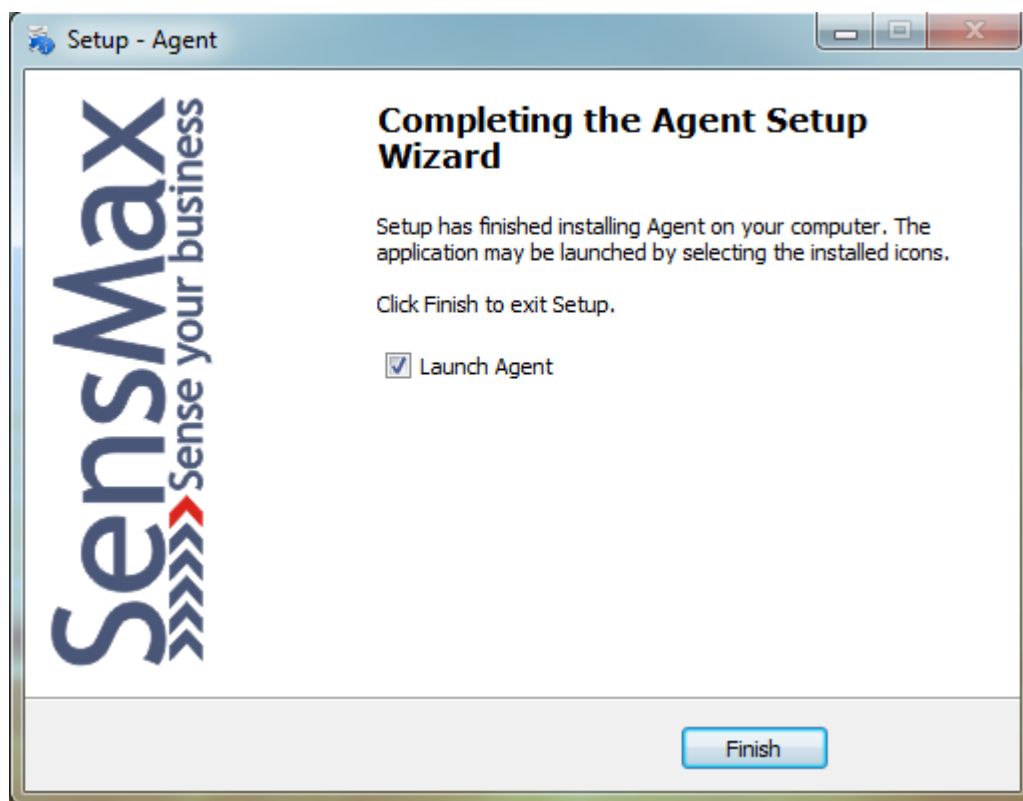 Setup - Agent
SensMax
Sense your business
Completing the Agent Setup
Wizard
Setup has finished installing Agent on your computer. The
application may be launched by selecting the installed icons.
Click Finish to exit Setup.
Launch Agent
Finish